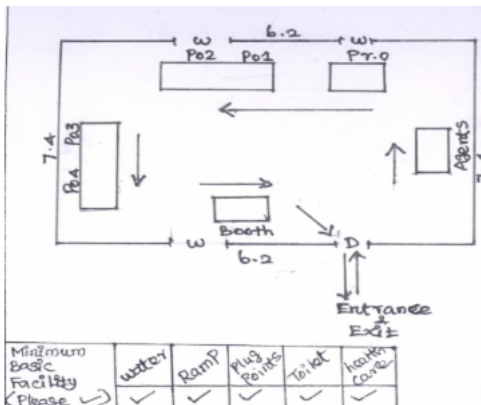 W 6.2 W
Po2 Po1 Pr.O
7.4 Po3 Po4
Agents
Booth
W D
6.2
Entrance
&
Exit
Minimum Basic Facility (Please ✓) Water Ramp Plug Points Toilet health care
✓ ✓ ✓ ✓ ✓